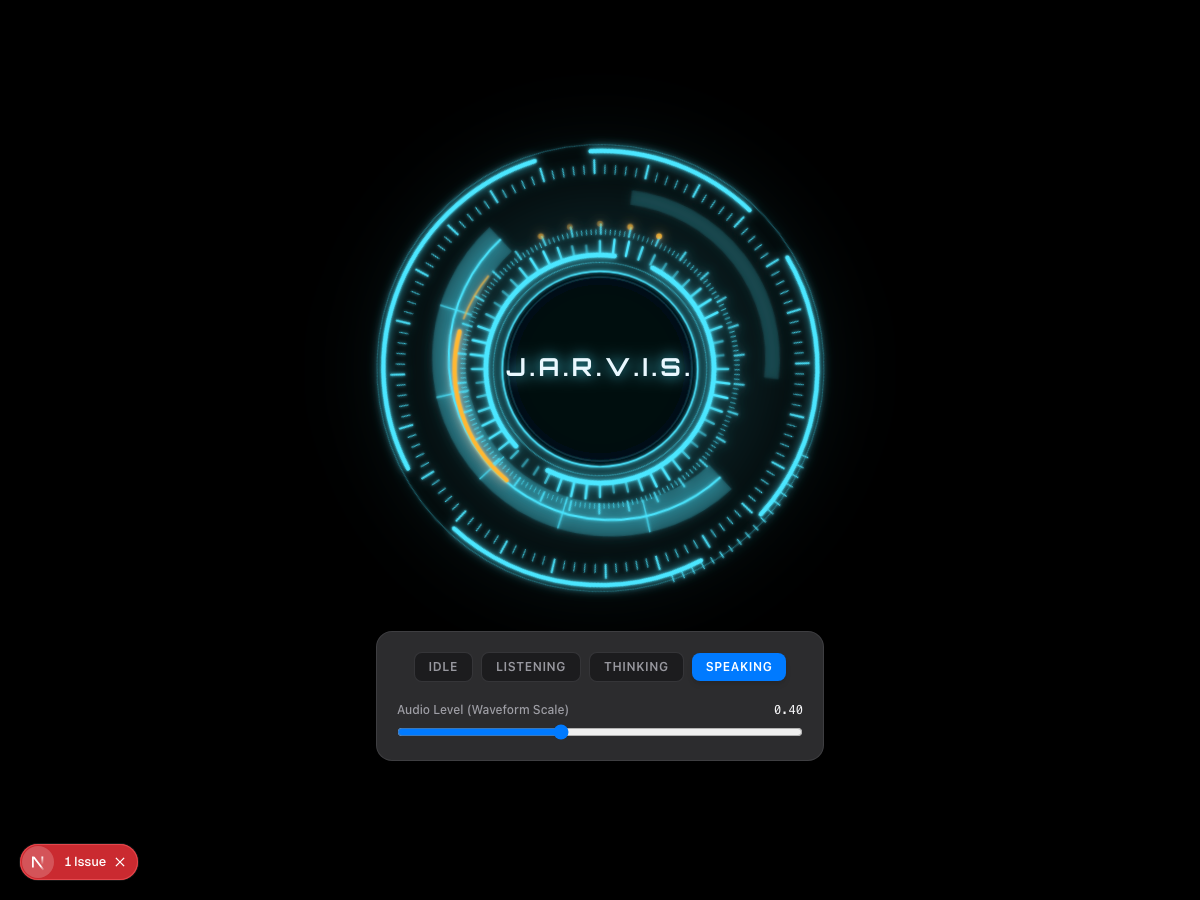 J.A.R.V.I.S.
IDLE LISTENING THINKING SPEAKING
Audio Level (Waveform Scale) 0.40
N 1 Issue